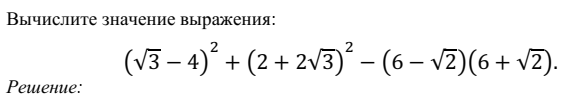 Вычислите значение выражения:
(√3 − 4)² + (2 + 2√3)² − (6 − √2)(6 + √2).
Решение: